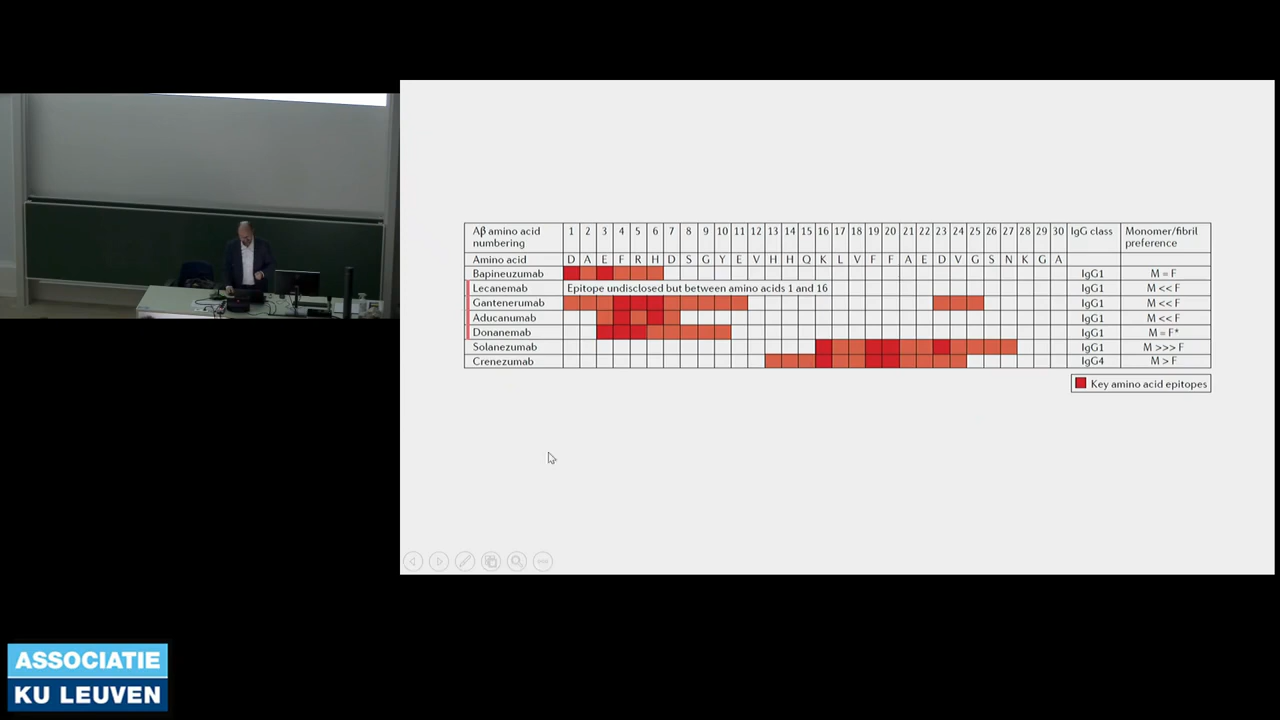 Aβ amino acid numbering 1 2 3 4 5 6 7 8 9 10 11 12 13 14 15 16 17 18 19 20 21 22 23 24 25 26 27 28 29 30 IgG class Monomer/fibril preference
Amino acid D A E F R H D S G Y E V H H Q K L V F F A E D V G S N K G A
Bapineuzumab IgG1 M = F
Lecanemab Epitope undisclosed but between amino acids 1 and 16 IgG1 M << F
Gantenerumab IgG1 M << F
Aducanumab IgG1 M << F
Donanemab IgG1 M = F*
Solanezumab IgG1 M >>> F
Crenezumab IgG4 M > F
Key amino acid epitopes
ASSOCIATIE
KU LEUVEN